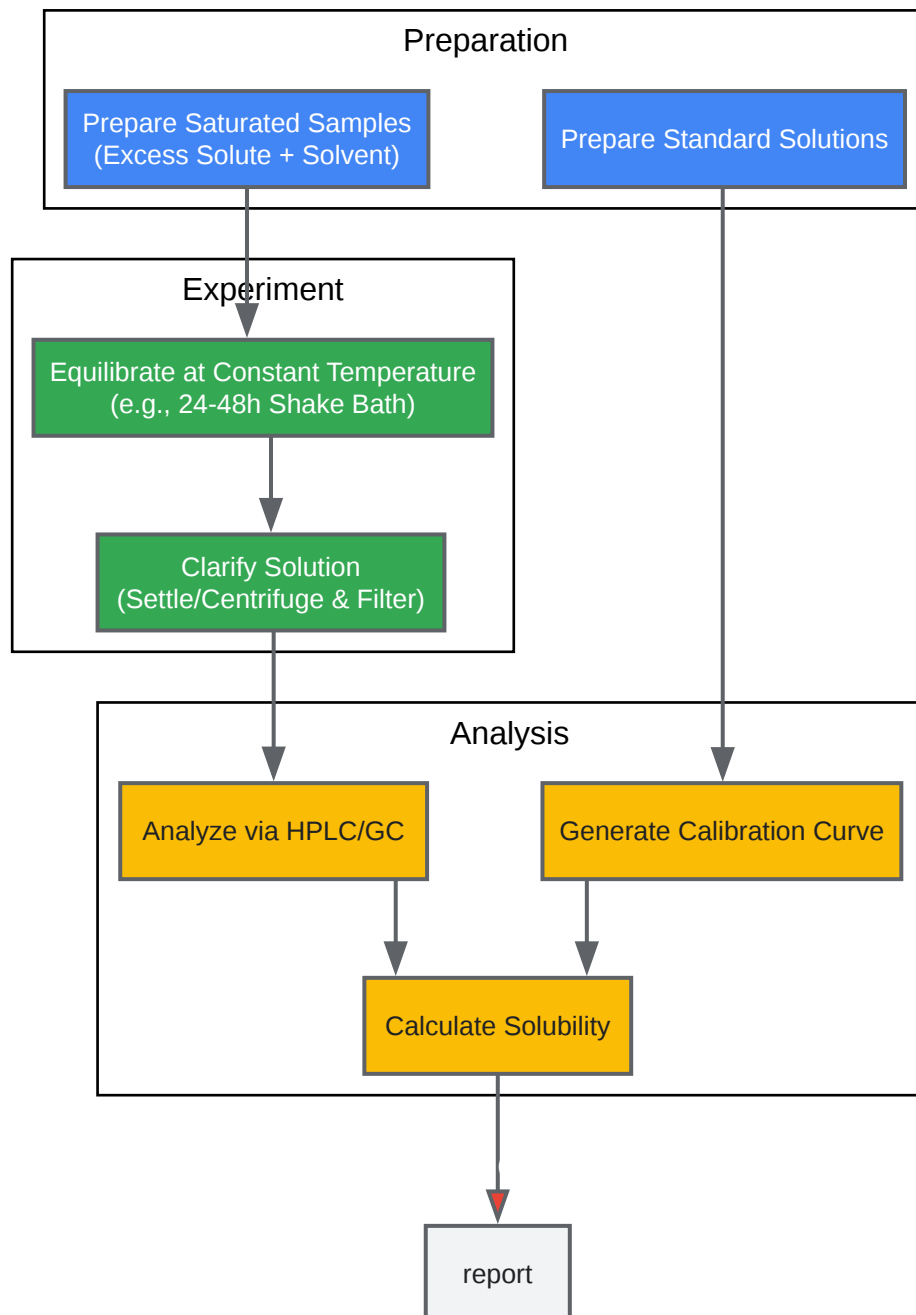 Preparation
Prepare Saturated Samples
(Excess Solute + Solvent)
Prepare Standard Solutions
Experiment
Equilibrate at Constant Temperature
(e.g., 24-48h Shake Bath)
Clarify Solution
(Settle/Centrifuge & Filter)
Analysis
Analyze via HPLC/GC
Generate Calibration Curve
Calculate Solubility
report